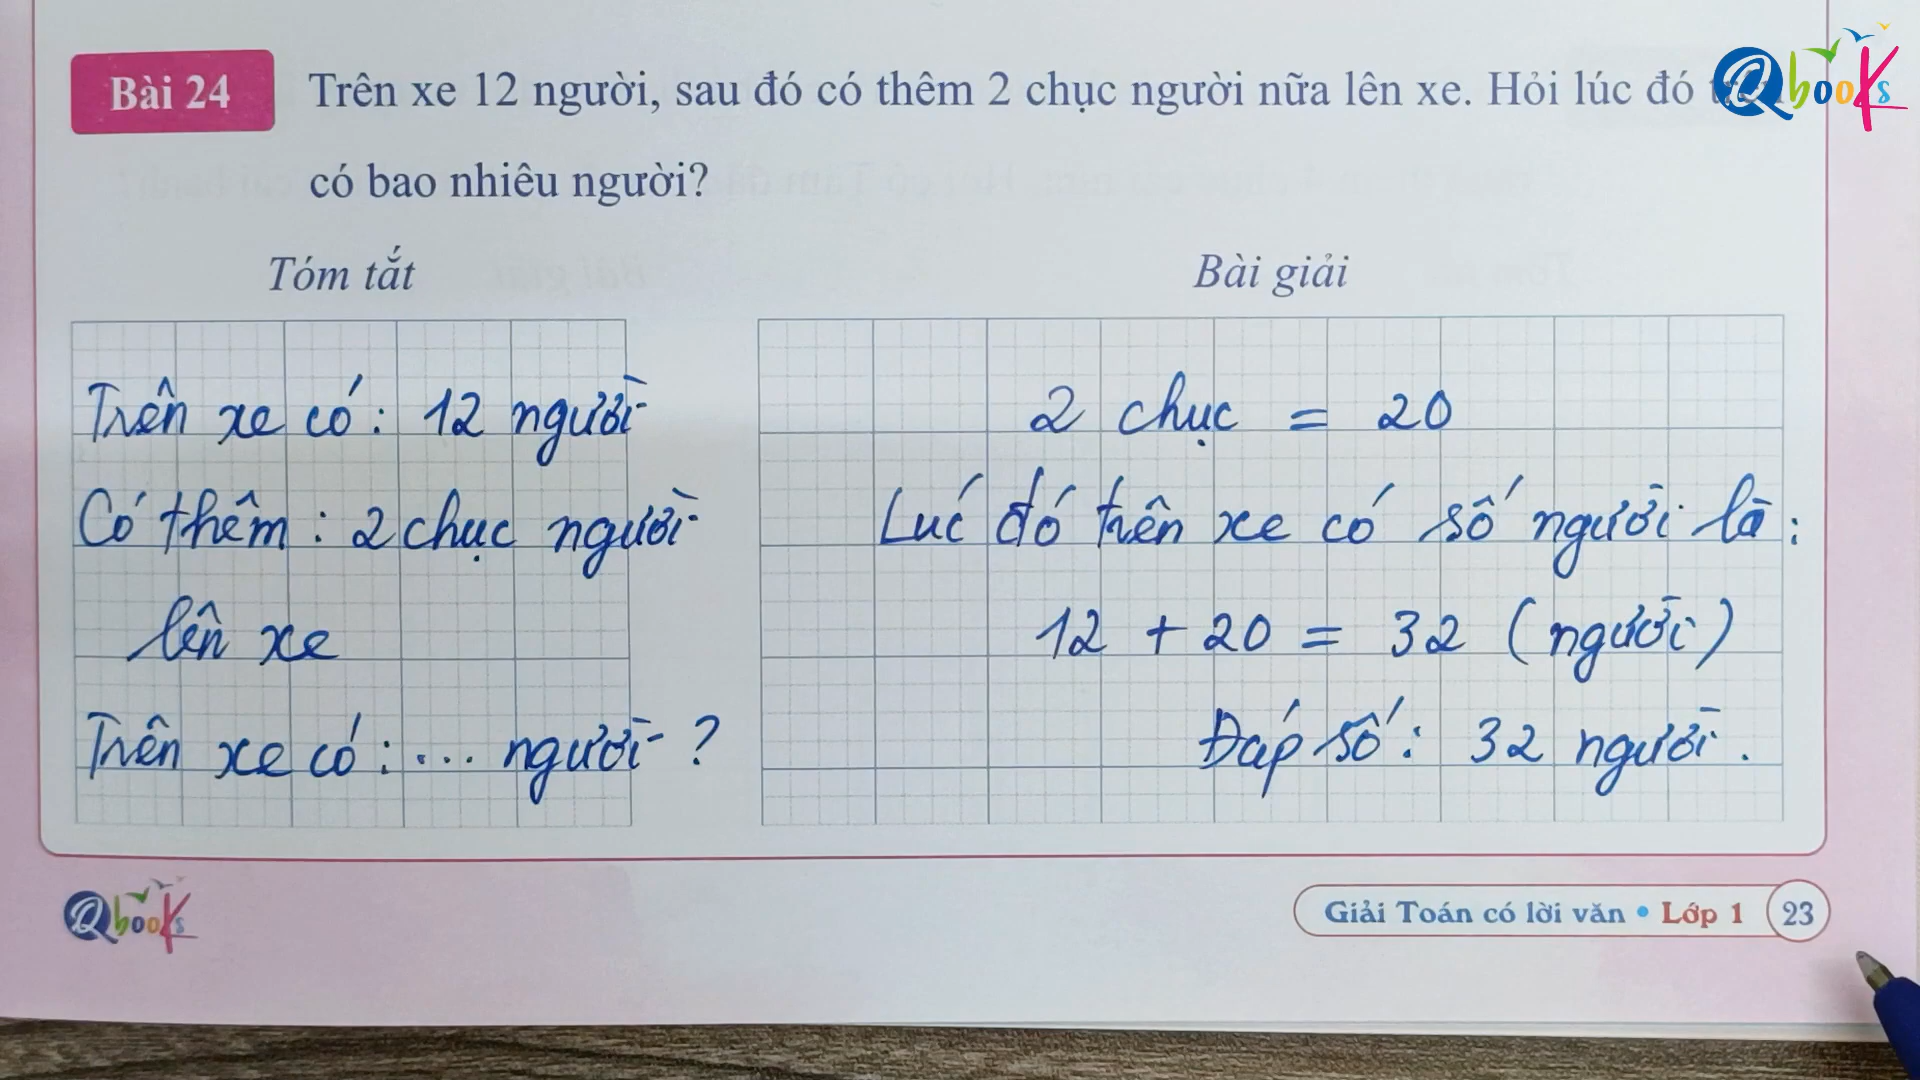 Qbooks
Bài 24
Trên xe 12 người, sau đó có thêm 2 chục người nữa lên xe. Hỏi lúc đó
có bao nhiêu người?
Tóm tắt
Trên xe có: 12 người
Có thêm: 2 chục người
lên xe
Trên xe có: ... người ?
Bài giải
2 chục = 20
Lúc đó trên xe có số người là:
12 + 20 = 32 (người)
Đáp số: 32 người.
Qbooks
Giải Toán có lời văn • Lớp 1 23